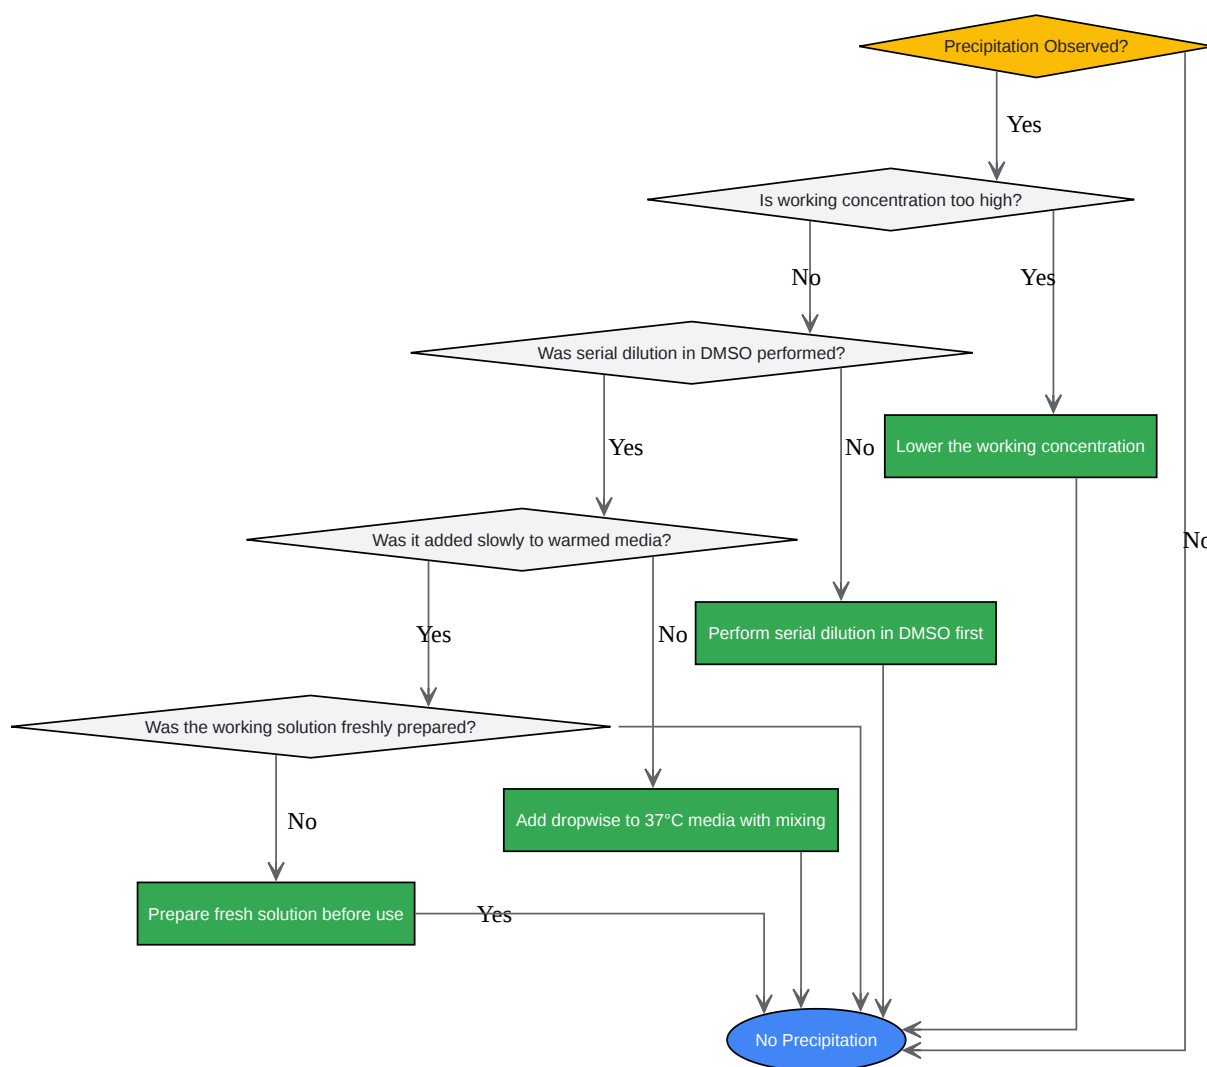 Precipitation Observed?
Yes
Is working concentration too high?
No
Yes
Was serial dilution in DMSO performed?
Yes
No
Lower the working concentration
Was it added slowly to warmed media?
No
Yes
No
Perform serial dilution in DMSO first
Was the working solution freshly prepared?
No
Add dropwise to 37°C media with mixing
Prepare fresh solution before use
Yes
No Precipitation